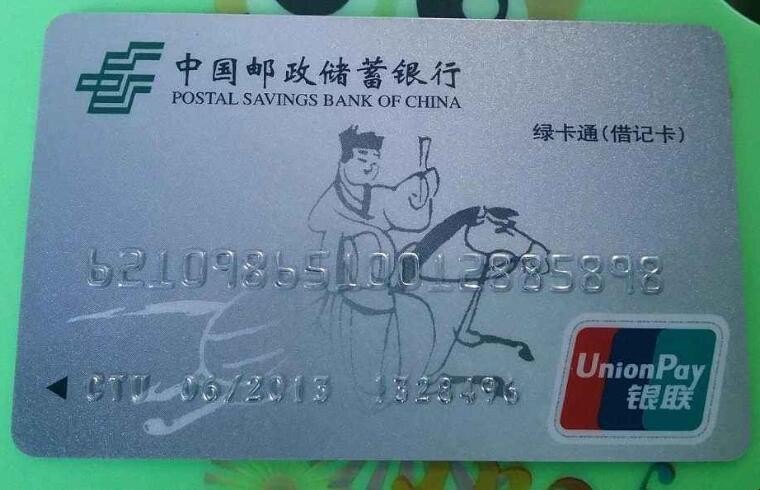 中国邮政储蓄银行
POSTAL SAVINGS BANK OF CHINA
绿卡通(借记卡)
6210986510012885898
UnionPay
银联
CTU 06/2013 1328496